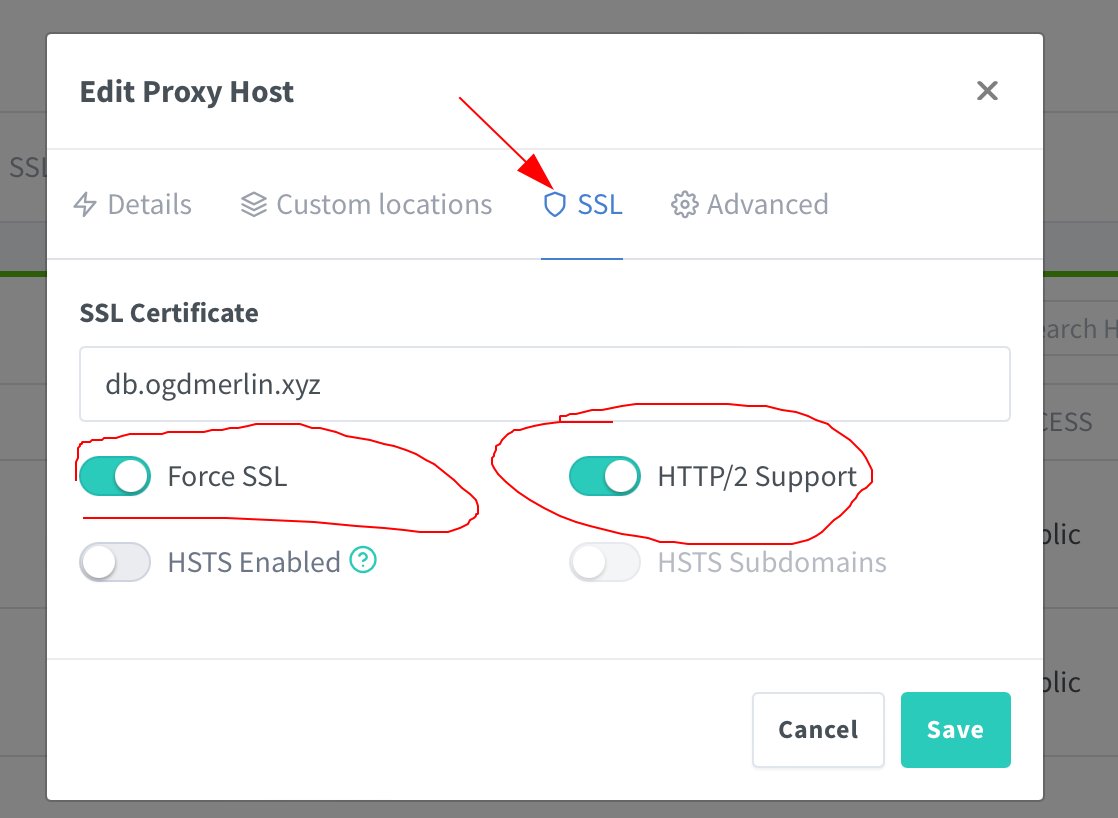 Edit Proxy Host
SSL
Details Custom locations SSL Advanced
SSL Certificate
earch H
db.ogdmerlin.xyz
CESS
Force SSL HTTP/2 Support
blic
HSTS Enabled ? HSTS Subdomains
blic
Cancel Save